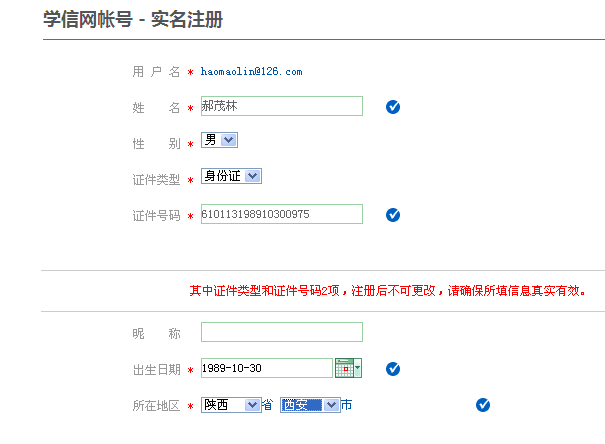 学信网帐号 - 实名注册
用 户 名 * haomaolin@126.com
姓 名 * 郝茂林
性 别 * 男
证件类型 * 身份证
证件号码 * 610113198910300975
其中证件类型和证件号码2项，注册后不可更改，请确保所填信息真实有效。
昵 称
出生日期 * 1989-10-30
所在地区 * 陕西 省 西安 市